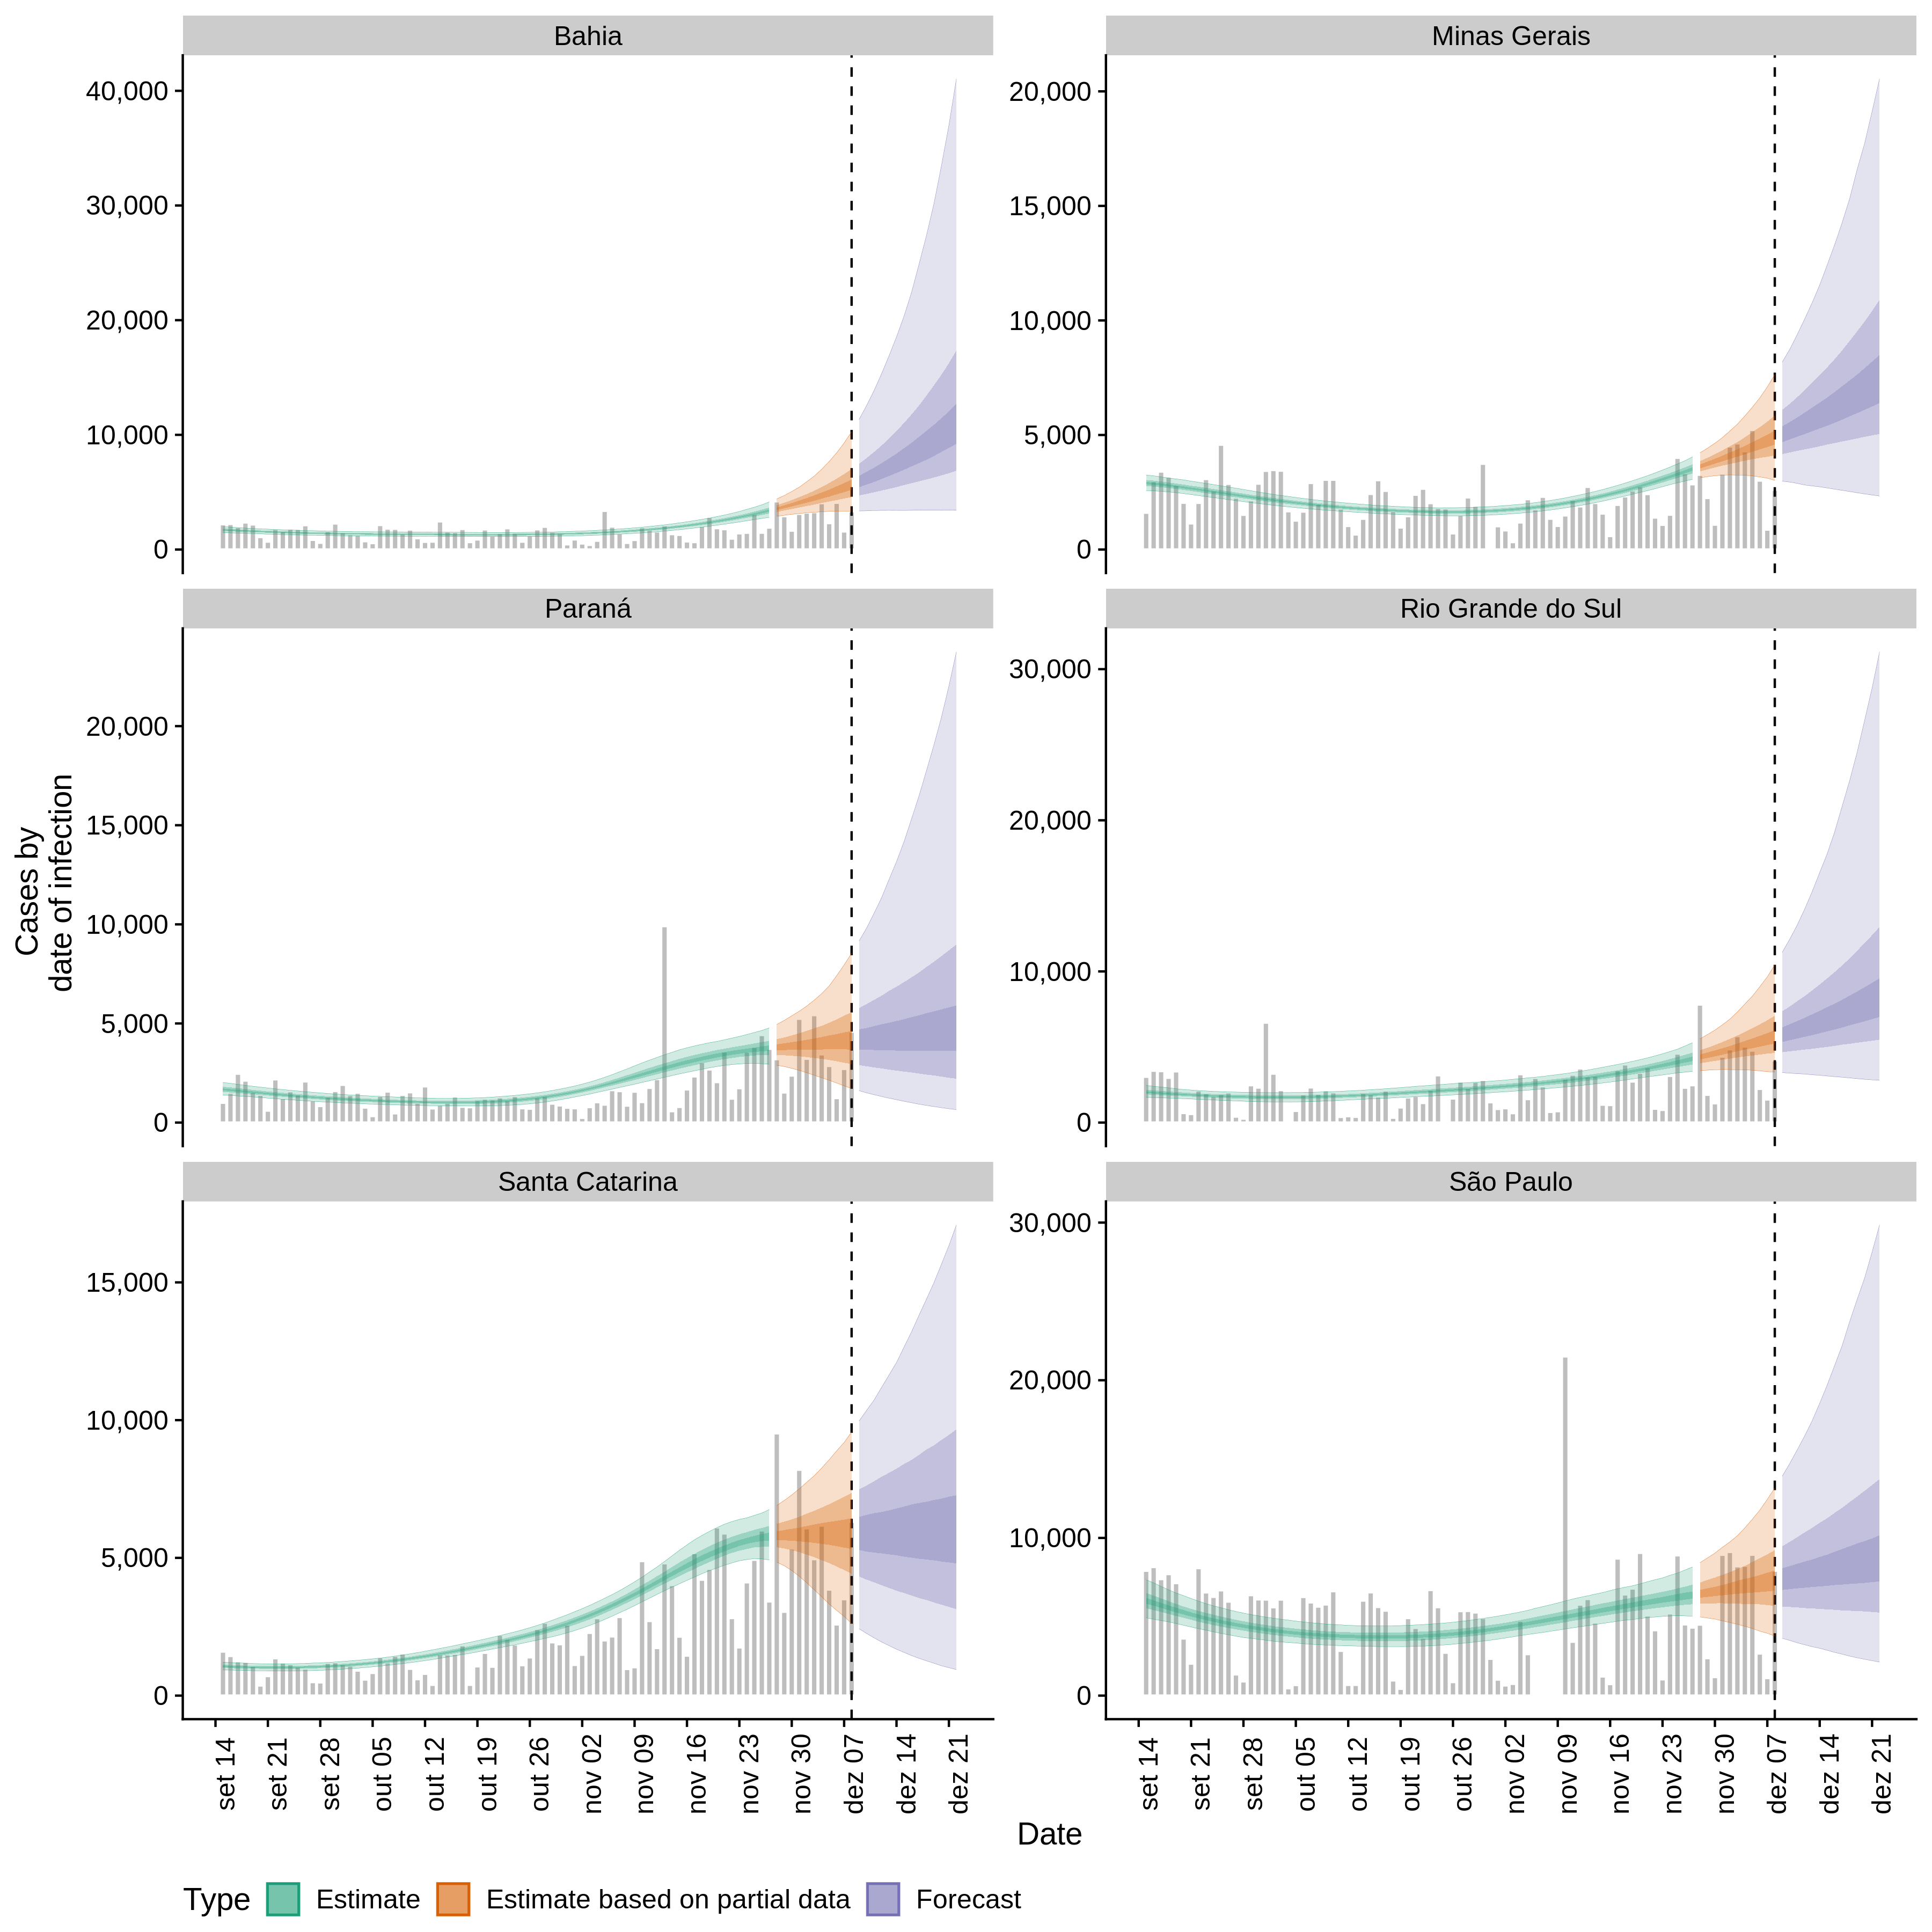 Bahia
Minas Gerais
40,000
30,000
20,000
10,000
0
20,000
15,000
10,000
5,000
0
Paraná
Rio Grande do Sul
20,000
15,000
10,000
5,000
0
30,000
20,000
10,000
0
Cases by
date of infection
Santa Catarina
São Paulo
15,000
10,000
5,000
0
30,000
20,000
10,000
0
set 14
set 21
set 28
out 05
out 12
out 19
out 26
nov 02
nov 09
nov 16
nov 23
nov 30
dez 07
dez 14
dez 21
set 14
set 21
set 28
out 05
out 12
out 19
out 26
nov 02
nov 09
nov 16
nov 23
nov 30
dez 07
dez 14
dez 21
Date
Type Estimate Estimate based on partial data Forecast